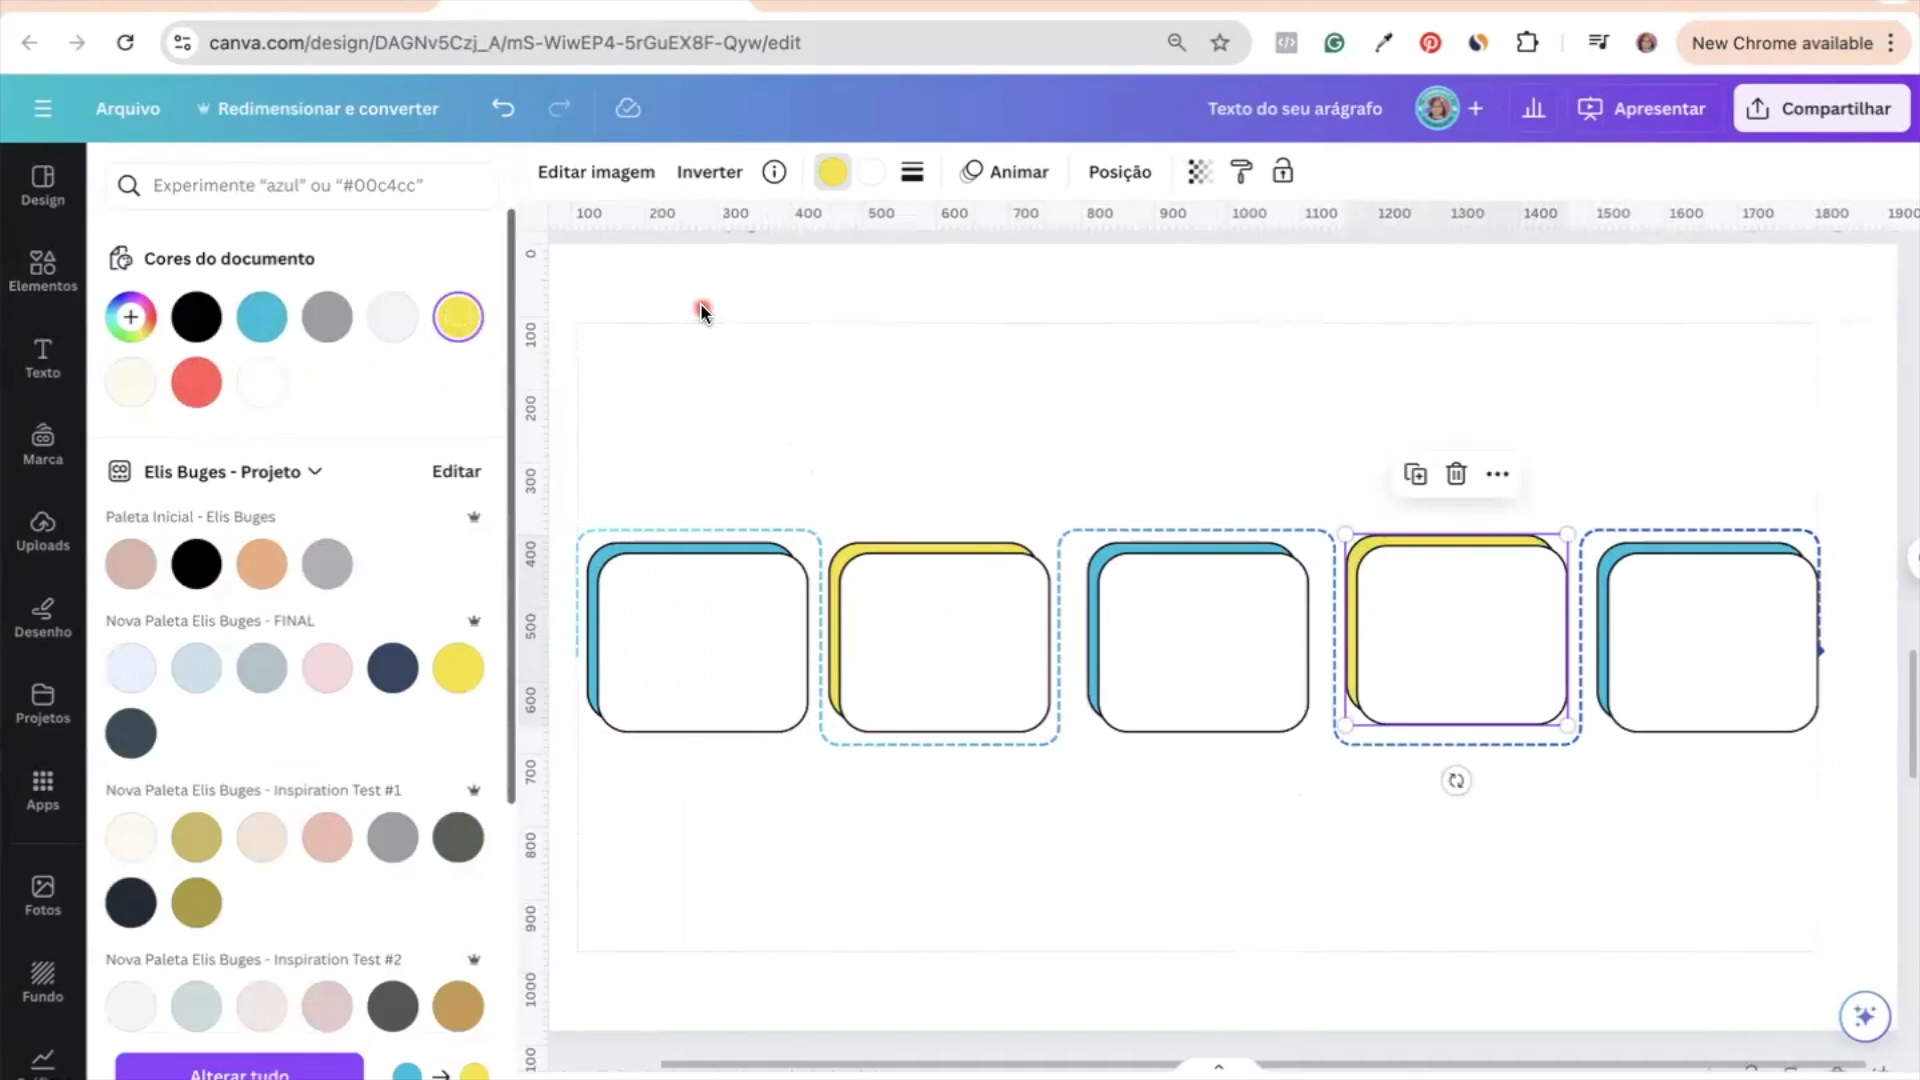 canva.com/design/DAGNv5Czj_A/mS-WiwEP4-5rGuEX8F-Qyw/edit
New Chrome available
Arquivo
Redimensionar e converter
Texto do seu arágrafo
Apresentar
Compartilhar
Design
Elementos
Texto
Marca
Uploads
Desenho
Projetos
Apps
Fotos
Fundo
Experimente “azul” ou “#00c4cc”
Editar imagem
Inverter
Animar
Posição
Cores do documento
Elis Buges - Projeto
Editar
Paleta Inicial - Elis Buges
Nova Paleta Elis Buges - FINAL
Nova Paleta Elis Buges - Inspiration Test #1
Nova Paleta Elis Buges - Inspiration Test #2
Alterar tudo
100 200 300 400 500 600 700 800 900 1000 1100 1200 1300 1400 1500 1600 1700 1800 1900
0
100
200
300
400
500
600
700
800
900
1000